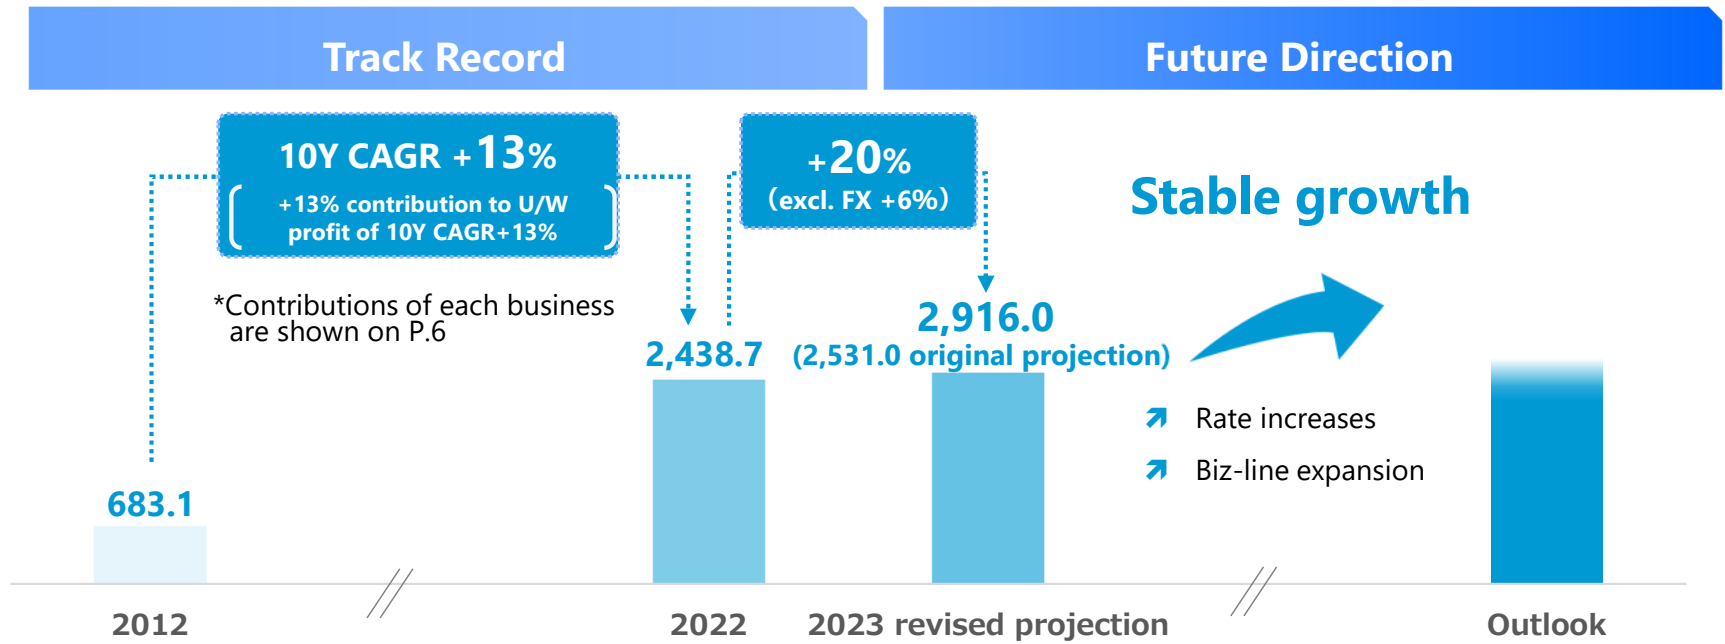 Track Record
Future Direction
10Y CAGR +13%
+13% contribution to U/W
profit of 10Y CAGR+13%
+20%
(excl. FX +6%)
Stable growth
*Contributions of each business
are shown on P.6
2,916.0
2,438.7
(2,531.0 original projection)
Rate increases
Biz-line expansion
683.1
2012
2022
2023 revised projection
Outlook